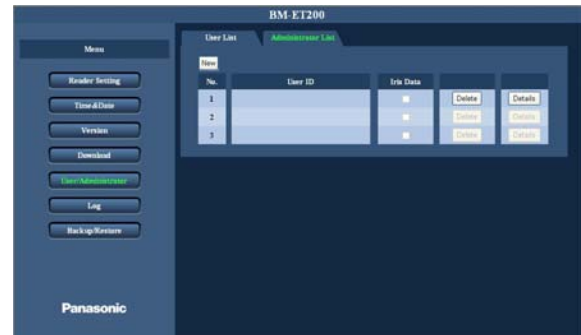 BM-ET200
Menu
Reader Setting
Time&Date
Version
Download
User/Administrator
Log
Backup/Restore
Panasonic
User List Administrator List
New
No. User ID Iris Data
1 Delete Details
2 Delete Details
3 Delete Details